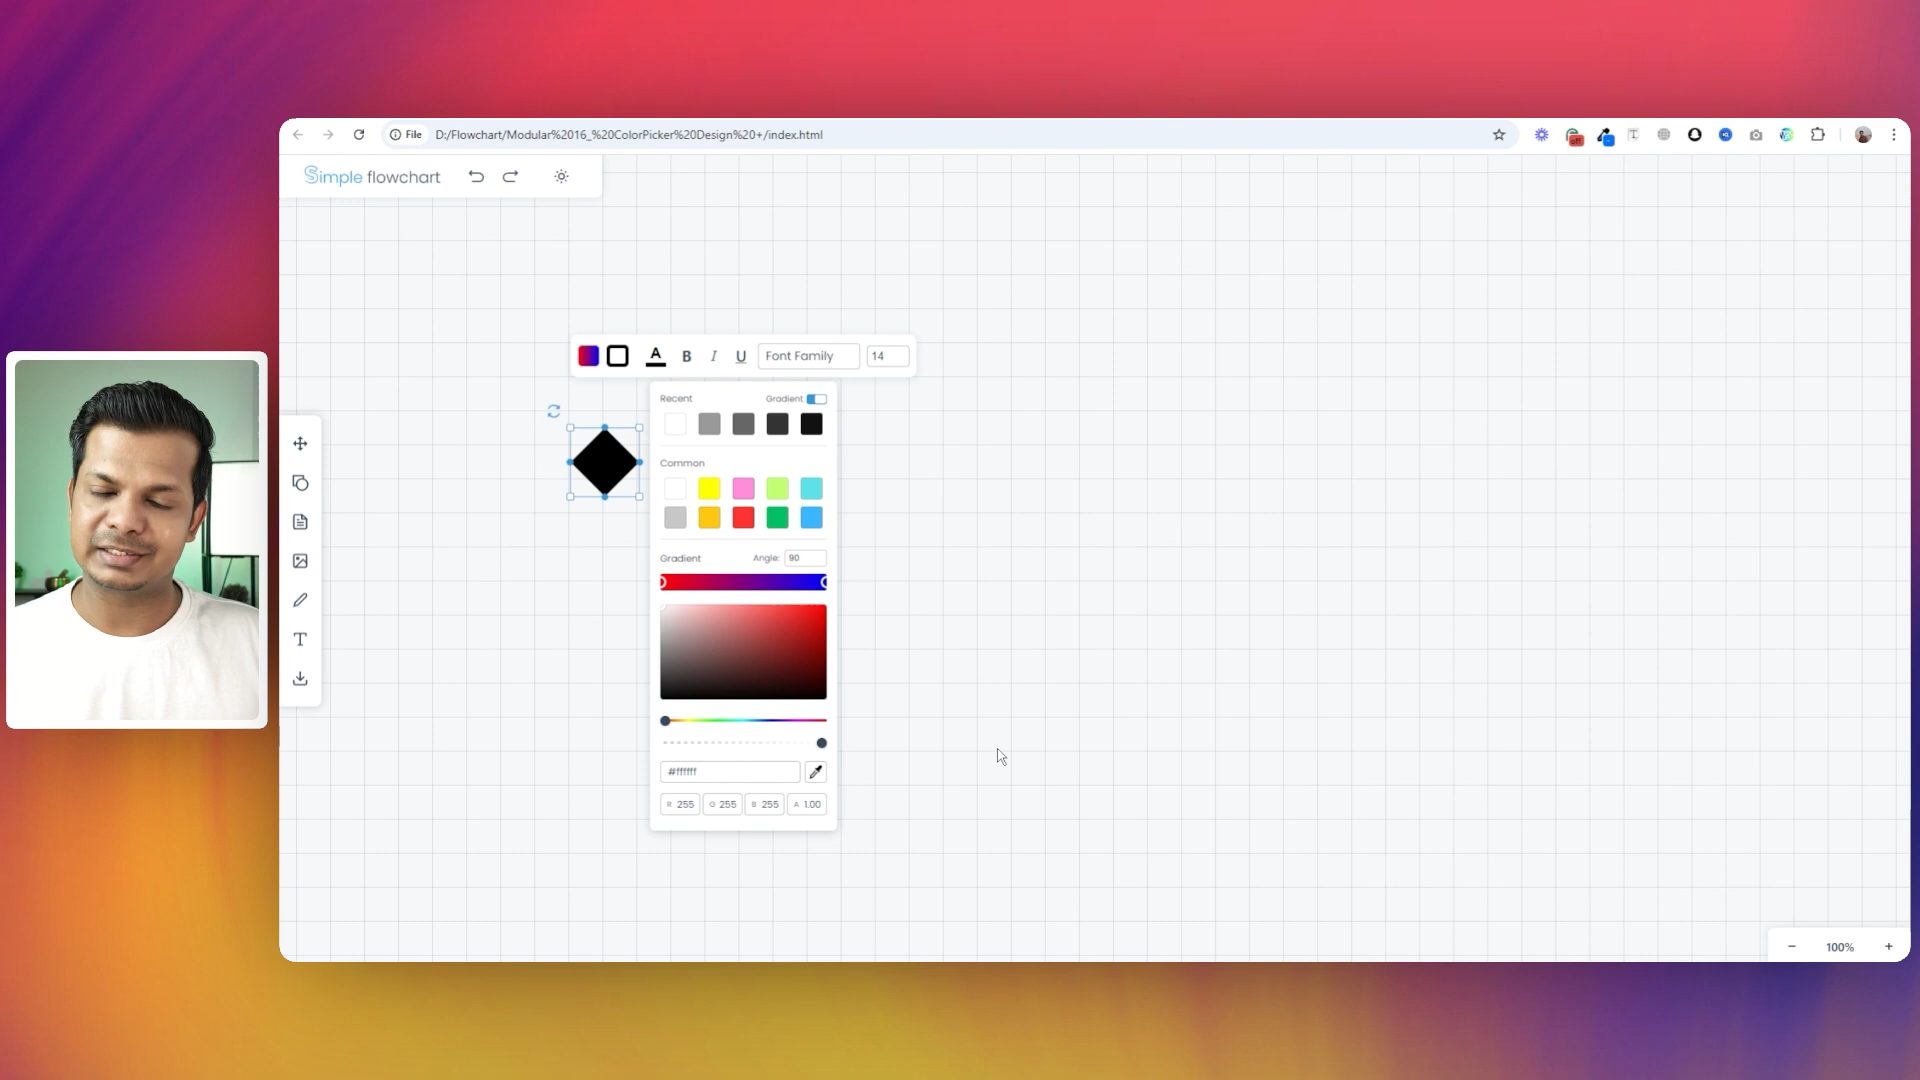 File D:/Flowchart/Modular%2016_%20ColorPicker%20Design%20+/index.html
off
Simple flowchart
A B I U Font Family 14
Recent Gradient
Common
Gradient Angle: 90
T
#ffffff
R 255 G 255 B 255 A 1.00
− 100% +